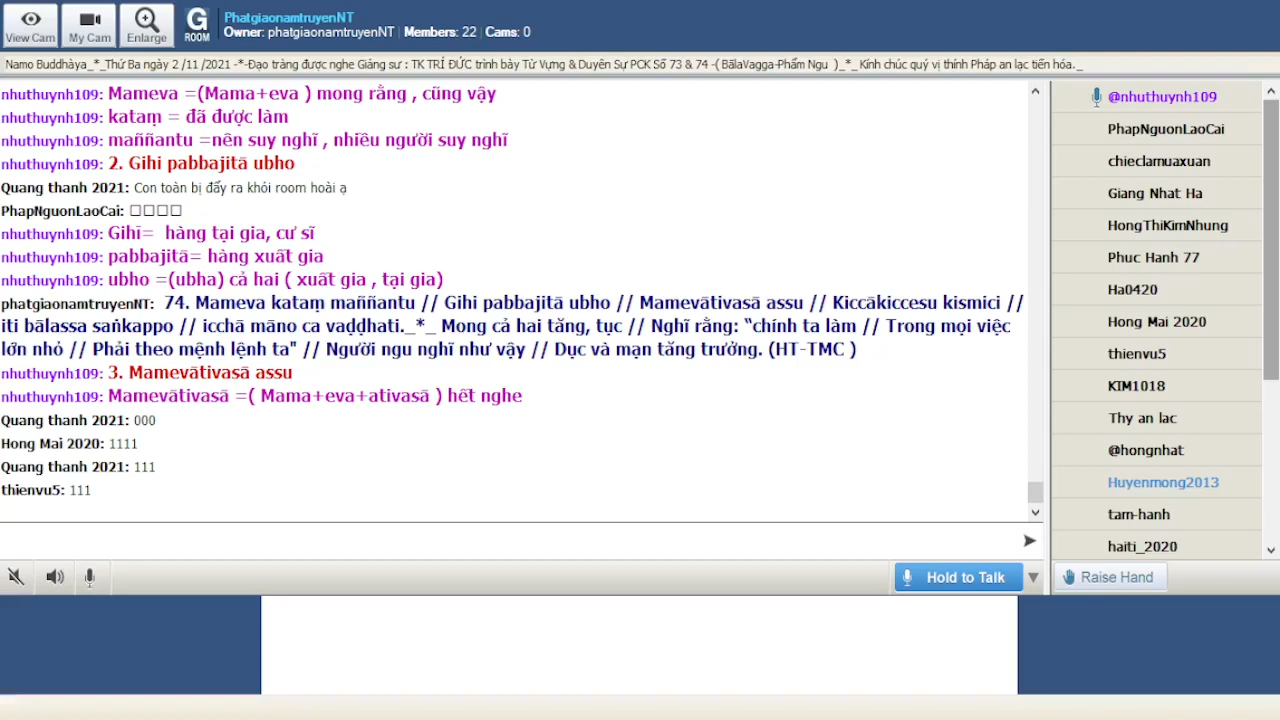 View Cam
My Cam
Enlarge
G
ROOM
PhatgiaonamtruyenNT
Owner: phatgiaonamtruyenNT | Members: 22 | Cams: 0
Namo Buddhàya_*_Thứ Ba ngày 2 /11 /2021 -*-Đạo tràng được nghe Giảng sư : TK TRÍ ĐỨC trình bày Từ Vựng & Duyên Sự PCK Số 73 & 74 -( BālaVagga-Phẩm Ngu )_*_ Kính chúc quý vị thính Pháp an lạc tiến hóa._
nhuthuynh109: Mameva =(Mama+eva ) mong rằng , cũng vậy
nhuthuynh109: kataṃ = đã được làm
nhuthuynh109: maññantu =nên suy nghĩ , nhiều người suy nghĩ
nhuthuynh109: 2. Gihi pabbajitā ubho
Quang thanh 2021: Con toàn bị đẩy ra khỏi room hoài ạ
PhapNguonLaoCai: □□□□
nhuthuynh109: Gihī= hàng tại gia, cư sĩ
nhuthuynh109: pabbajitā= hàng xuất gia
nhuthuynh109: ubho =(ubha) cả hai ( xuất gia , tại gia)
phatgiaonamtruyenNT: 74. Mameva kataṃ maññantu // Gihi pabbajitā ubho // Mamevātivasā assu // Kiccākiccesu kismici //
iti bālassa saṅkappo // icchā māno ca vaḍḍhati._*_ Mong cả hai tăng, tục // Nghĩ rằng: "chính ta làm // Trong mọi việc
lớn nhỏ // Phải theo mệnh lệnh ta" // Người ngu nghĩ như vậy // Dục và mạn tăng trưởng. (HT-TMC )
nhuthuynh109: 3. Mamevātivasā assu
nhuthuynh109: Mamevātivasā =( Mama+eva+ativasā ) hết nghe
Quang thanh 2021: 000
Hong Mai 2020: 1111
Quang thanh 2021: 111
thienvu5: 111
@nhuthuynh109
PhapNguonLaoCai
chieclamuaxuan
Giang Nhat Ha
HongThiKimNhung
Phuc Hanh 77
Ha0420
Hong Mai 2020
thienvu5
KIM1018
Thy an lac
@hongnhat
Huyenmong2013
tam-hanh
haiti_2020
Hold to Talk
Raise Hand